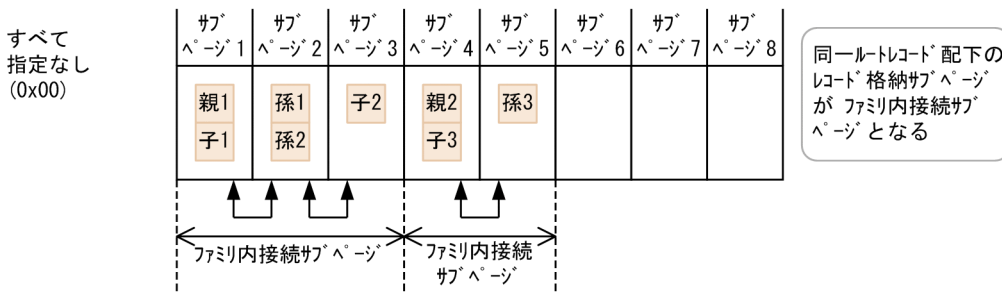 すべて
指定なし
(0x00)
サブ
ページ1
サブ
ページ2
サブ
ページ3
サブ
ページ4
サブ
ページ5
サブ
ページ6
サブ
ページ7
サブ
ページ8
親1
子1
孫1
孫2
子2
親2
子3
孫3
ファミリ内接続サブページ
ファミリ内接続
サブページ
同一ルートレコード配下の
レコード格納サブページ
が ファミリ内接続サブ
ページとなる